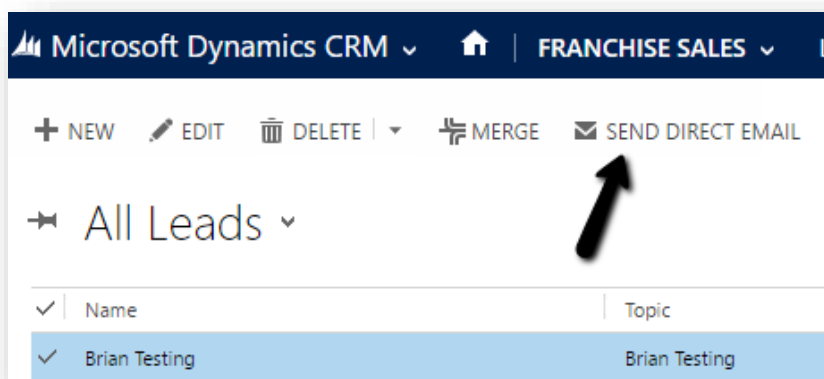 Microsoft Dynamics CRM FRANCHISE SALES
NEW EDIT DELETE MERGE SEND DIRECT EMAIL
All Leads
Name Topic
Brian Testing Brian Testing